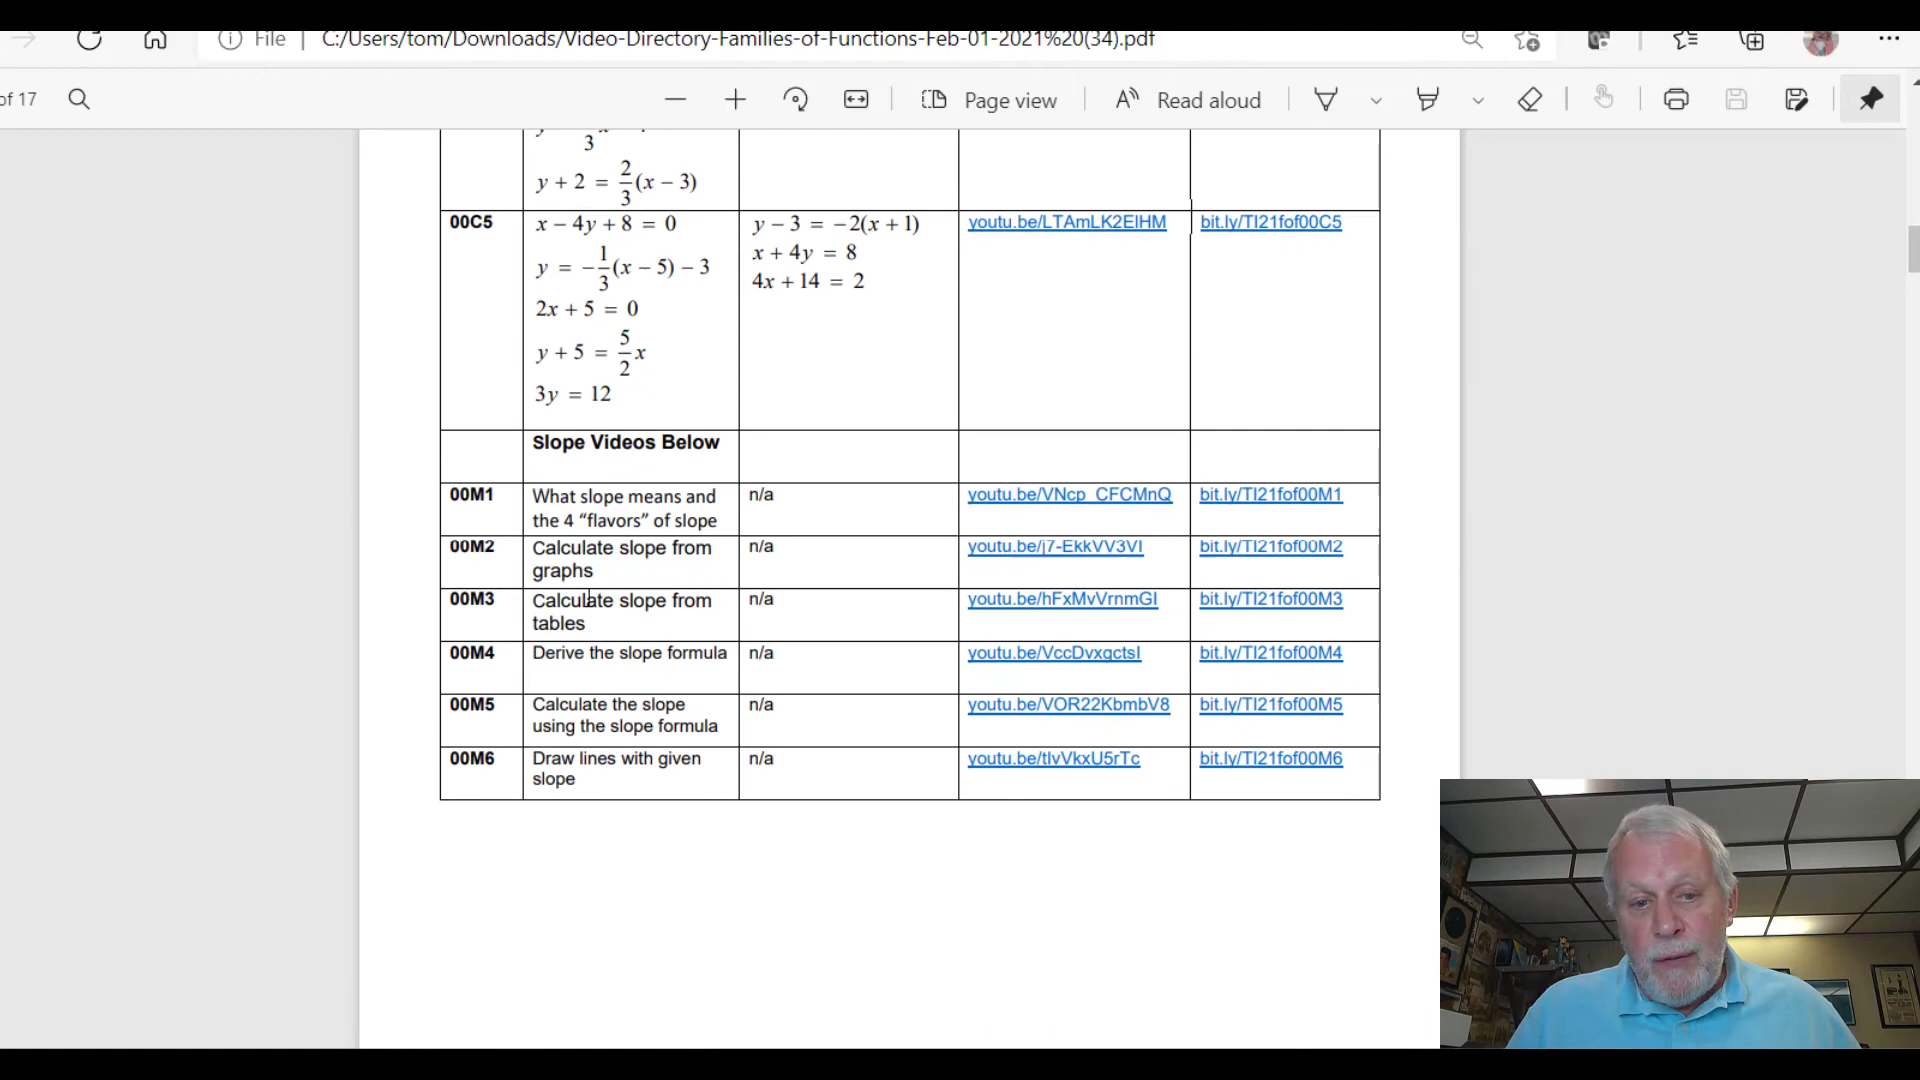 File | C:/Users/tom/Downloads/Video-Directory-Families-of-Functions-Feb-01-2021%20(34).pdf
of 17
Page view
Read aloud
3
y + 2 = 2/3(x − 3)
00C5
x − 4y + 8 = 0
y = −1/3(x − 5) − 3
2x + 5 = 0
y + 5 = 5/2x
3y = 12
y − 3 = −2(x + 1)
x + 4y = 8
4x + 14 = 2
youtu.be/LTAmLK2ElHM
bit.ly/TI21fof00C5
Slope Videos Below
00M1
What slope means and
the 4 “flavors” of slope
n/a
youtu.be/VNcp_CFCMnQ
bit.ly/TI21fof00M1
00M2
Calculate slope from
graphs
n/a
youtu.be/j7-EkkVV3VI
bit.ly/TI21fof00M2
00M3
Calculate slope from
tables
n/a
youtu.be/hFxMvVrnmGI
bit.ly/TI21fof00M3
00M4
Derive the slope formula
n/a
youtu.be/VccDvxgctsI
bit.ly/TI21fof00M4
00M5
Calculate the slope
using the slope formula
n/a
youtu.be/VOR22KbmbV8
bit.ly/TI21fof00M5
00M6
Draw lines with given
slope
n/a
youtu.be/tIvVkxU5rTc
bit.ly/TI21fof00M6